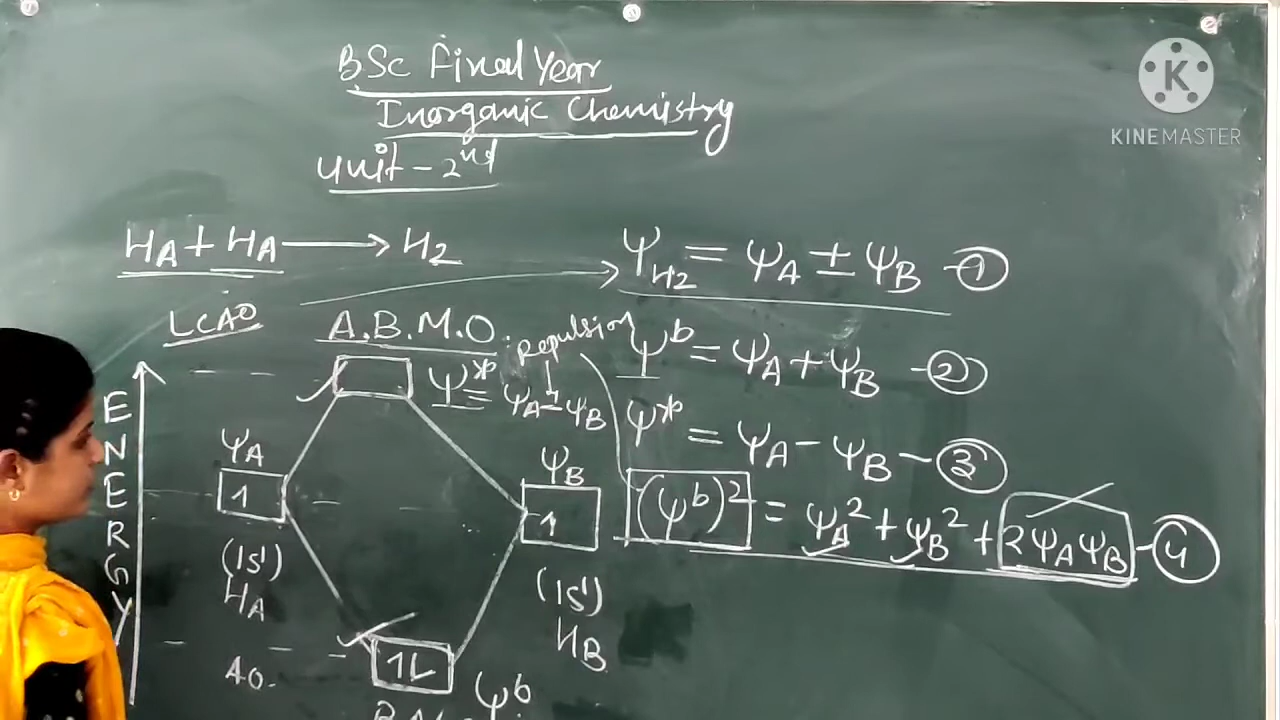 BSc Final Year
Inorganic Chemistry
Unit - 2nd
KINEMASTER
HA + HA → H2
ΨH2 = ΨA ± ΨB - ①
LCAO
A.B.M.O
repulsion
Ψb = ΨA + ΨB - ②
Ψ* = ΨA - ΨB
Ψ* = ΨA - ΨB - ③
ENERGY
ΨA
ΨB
1
1
(Ψb)² = ΨA² + ΨB² + 2ΨAΨB - ④
(1s¹)
HA
(1s¹)
HB
1L
A.O.
Ψb